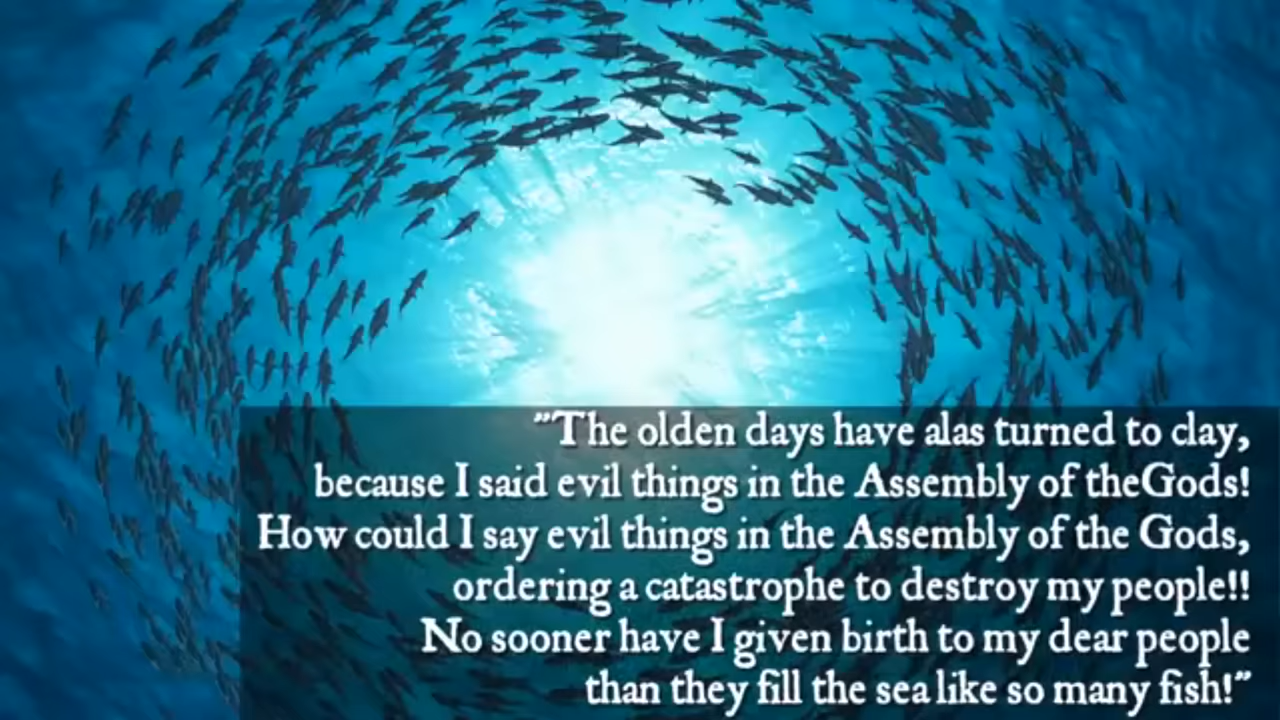 "The olden days have alas turned to clay,
because I said evil things in the Assembly of theGods!
How could I say evil things in the Assembly of the Gods,
ordering a catastrophe to destroy my people!!
No sooner have I given birth to my dear people
than they fill the sea like so many fish!"